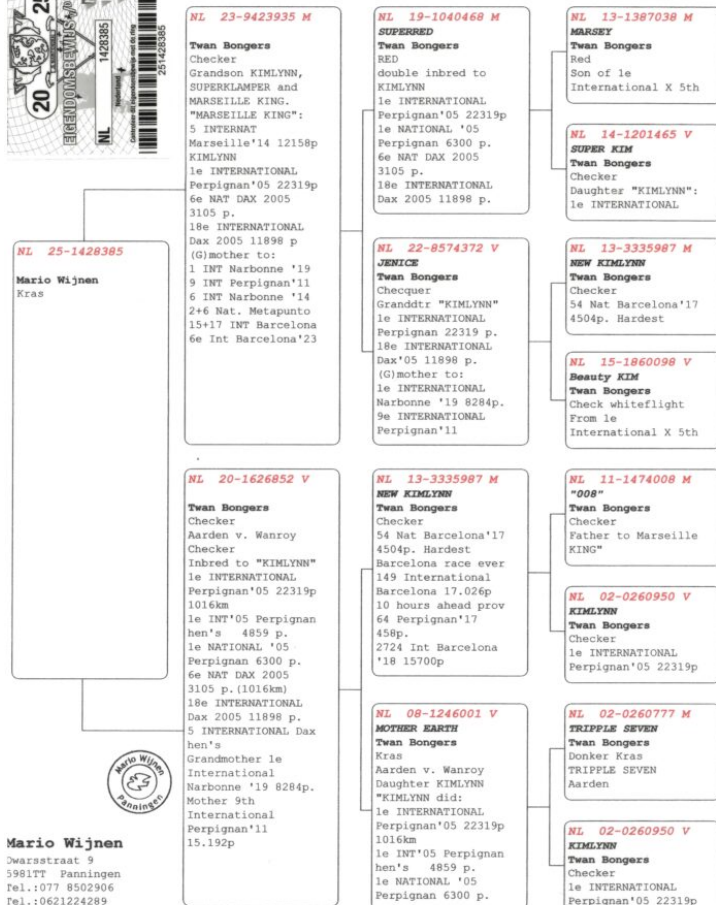 20
25
EIGENDOMSBEWIJS
NL
1428385
Nederland
251428385
NL 25-1428385
Mario Wijnen
Kras
Mario Wijnen
Panningen
Mario Wijnen
Dwarsstraat 9
5981TT Panningen
Tel.:077 8502906
Tel.:0621224289
NL 23-9423935 M
Twan Bongers
Checker
Grandson KIMLYNN,
SUPERKLAMPER and
MARSEILLE KING.
"MARSEILLE KING":
5 INTERNAT
Marseille'14 12158p
KIMLYNN
1e INTERNATIONAL
Perpignan'05 22319p
6e NAT DAX 2005
3105 p.
18e INTERNATIONAL
Dax 2005 11898 p
(G)mother to:
1 INT Narbonne '19
9 INT Perpignan'11
6 INT Narbonne '14
2+6 Nat. Metapunto
15+17 INT Barcelona
6e Int Barcelona'23
NL 20-1626852 V
Twan Bongers
Checker
Aarden v. Wanroy
Checker
Inbred to "KIMLYNN"
1e INTERNATIONAL
Perpignan'05 22319p
1016km
1e INT'05 Perpignan
hen's 4859 p.
1e NATIONAL '05
Perpignan 6300 p.
6e NAT DAX 2005
3105 p.(1016km)
18e INTERNATIONAL
Dax 2005 11898 p.
5 INTERNATIONAL Dax
hen's
Grandmother 1e
International
Narbonne '19 8284p.
Mother 9th
International
Perpignan'11
15.192p
NL 19-1040468 M
SUPERRED
Twan Bongers
RED
double inbred to
KIMLYNN
1e INTERNATIONAL
Perpignan'05 22319p
1e NATIONAL '05
Perpignan 6300 p.
6e NAT DAX 2005
3105 p.
18e INTERNATIONAL
Dax 2005 11898 p.
NL 22-8574372 V
JENICE
Twan Bongers
Checquer
Granddtr "KIMLYNN"
1e INTERNATIONAL
Perpignan 22319 p.
18e INTERNATIONAL
Dax'05 11898 p.
(G)mother to:
1e INTERNATIONAL
Narbonne '19 8284p.
9e INTERNATIONAL
Perpignan'11
NL 13-3335987 M
NEW KIMLYNN
Twan Bongers
Checker
54 Nat Barcelona'17
4504p. Hardest
Barcelona race ever
149 International
Barcelona 17.026p
10 hours ahead prov
64 Perpignan'17
458p.
2724 Int Barcelona
'18 15700p
NL 08-1246001 V
MOTHER EARTH
Twan Bongers
Kras
Aarden v. Wanroy
Daughter KIMLYNN
"KIMLYNN did:
1e INTERNATIONAL
Perpignan'05 22319p
1016km
1e INT'05 Perpignan
hen's 4859 p.
1e NATIONAL '05
Perpignan 6300 p.
NL 13-1387038 M
MARSEY
Twan Bongers
Red
Son of 1e
International X 5th
NL 14-1201465 V
SUPER KIM
Twan Bongers
Checker
Daughter "KIMLYNN":
1e INTERNATIONAL
NL 13-3335987 M
NEW KIMLYNN
Twan Bongers
Checker
54 Nat Barcelona'17
4504p. Hardest
NL 15-1860098 V
Beauty KIM
Twan Bongers
Check whiteflight
From 1e
International X 5th
NL 11-1474008 M
"008"
Twan Bongers
Checker
Father to Marseille
KING"
NL 02-0260950 V
KIMLYNN
Twan Bongers
Checker
1e INTERNATIONAL
Perpignan'05 22319p
NL 02-0260777 M
TRIPPLE SEVEN
Twan Bongers
Donker Kras
TRIPPLE SEVEN
Aarden
NL 02-0260950 V
KIMLYNN
Twan Bongers
Checker
1e INTERNATIONAL
Perpignan'05 22319p